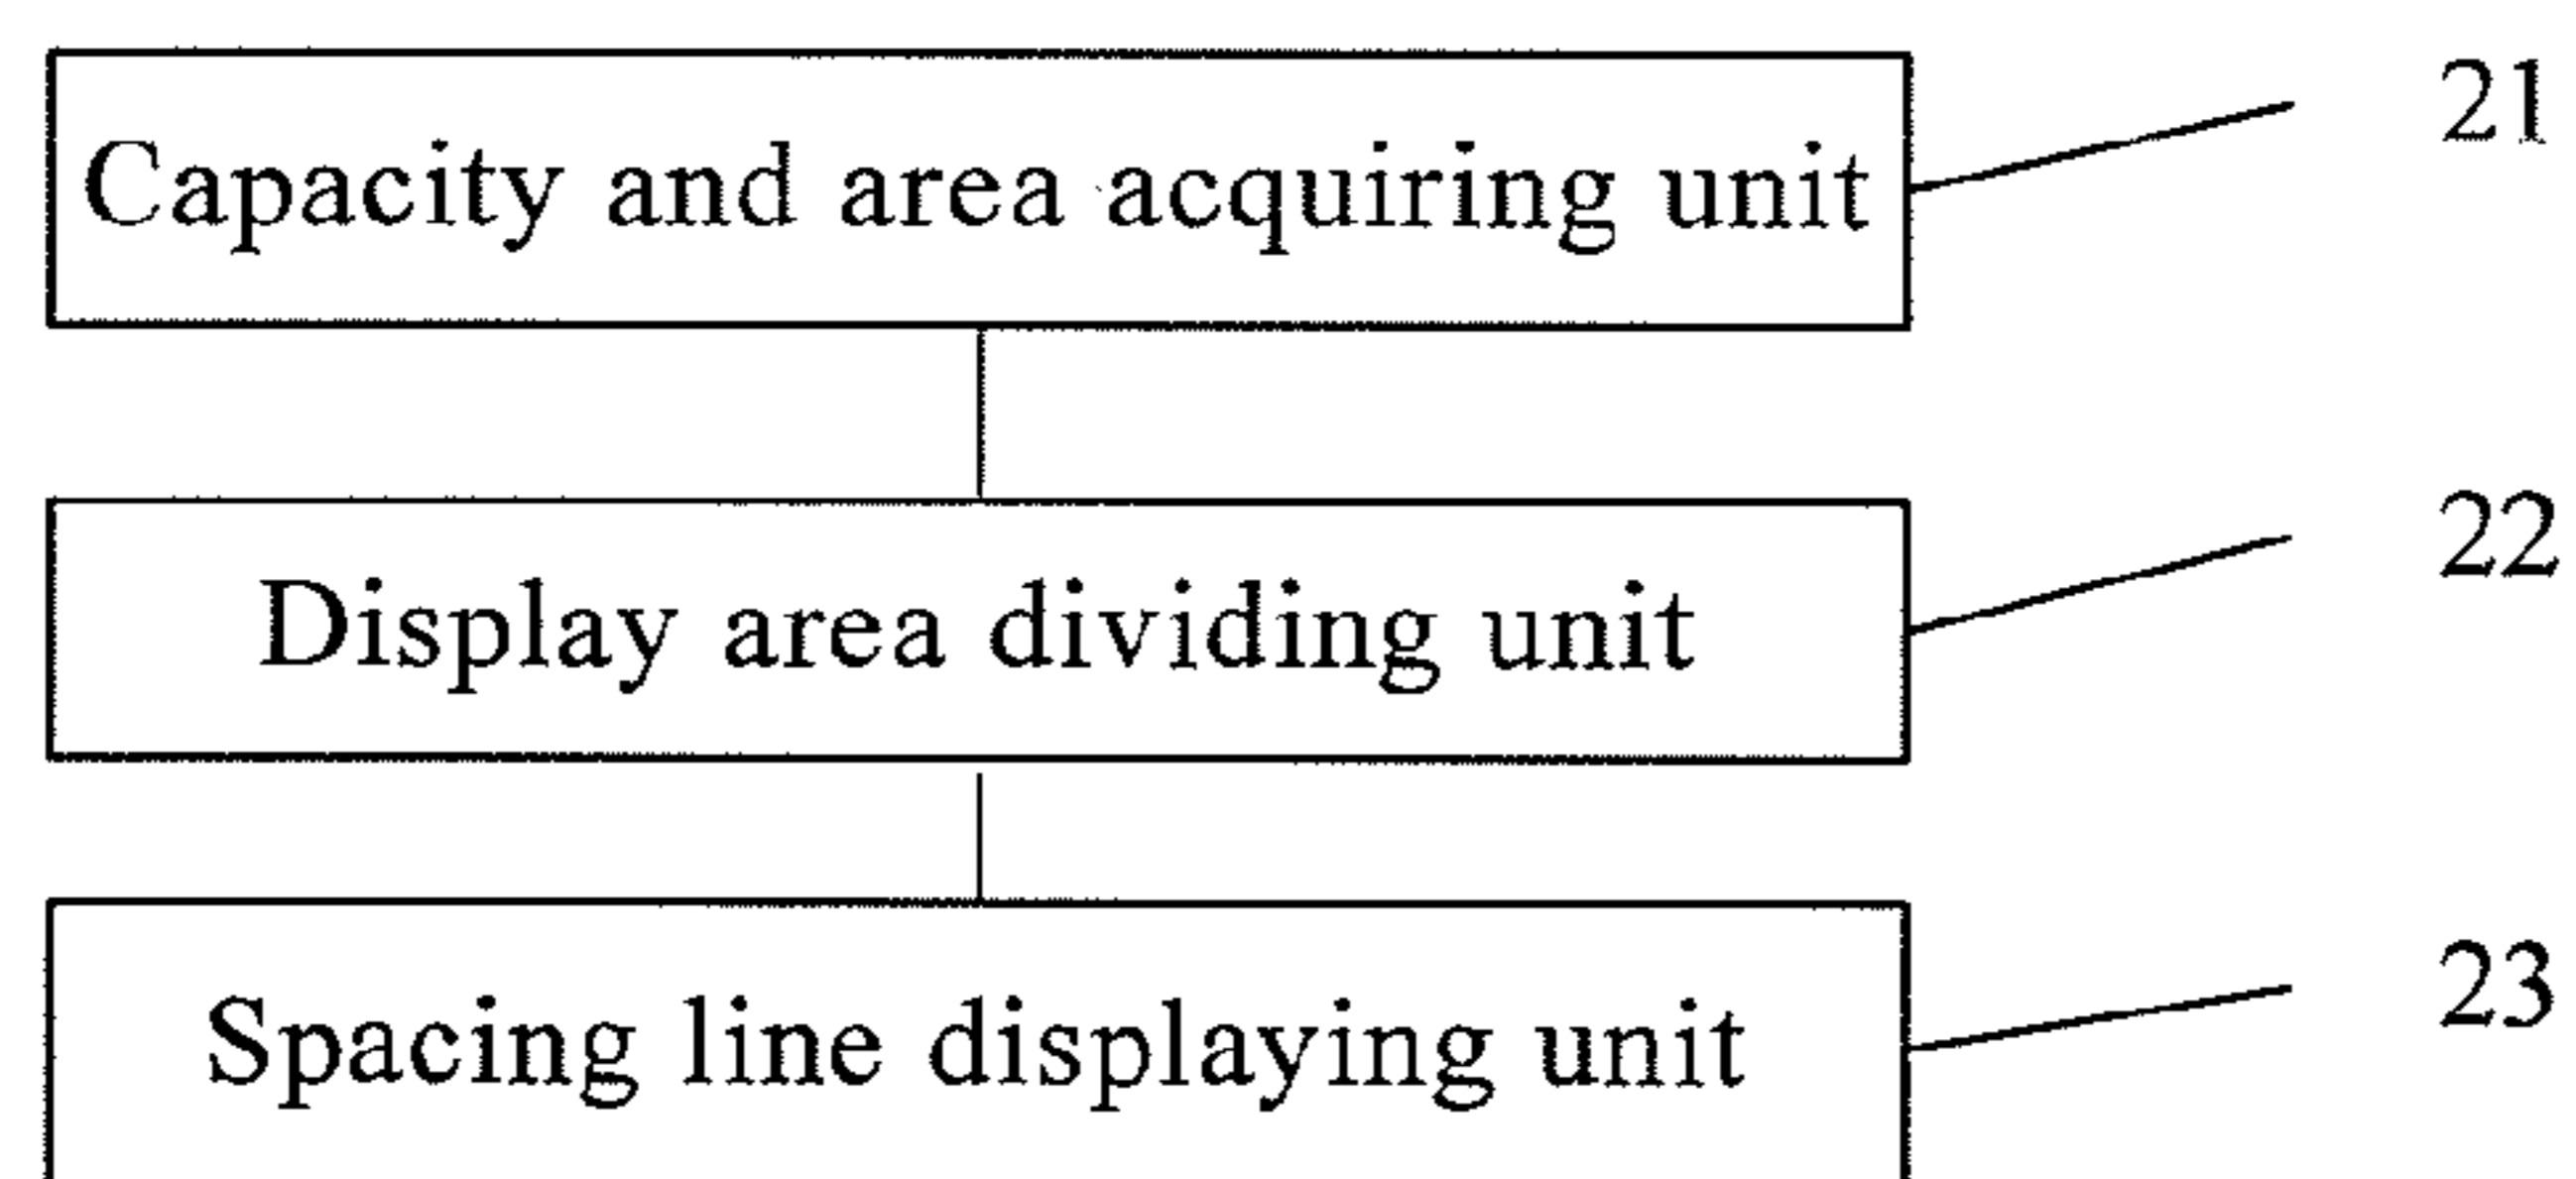 Capacity and area acquiring unit 21
Display area dividing unit 22
Spacing line displaying unit 23